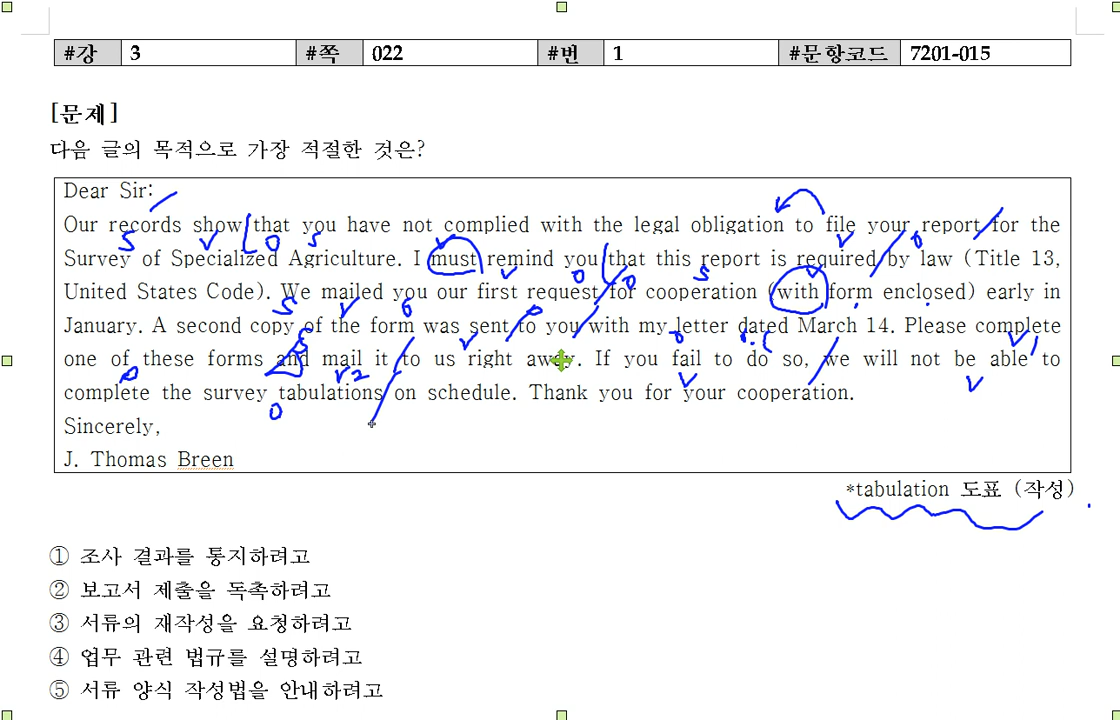 #강 3 #쪽 022 #번 1 #문항코드 7201-015
[문제]
다음 글의 목적으로 가장 적절한 것은?
Dear Sir:
Our records show that you have not complied with the legal obligation to file your report for the
Survey of Specialized Agriculture. I must remind you that this report is required by law (Title 13,
United States Code). We mailed you our first request for cooperation (with form enclosed) early in
January. A second copy of the form was sent to you with my letter dated March 14. Please complete
one of these forms and mail it to us right away. If you fail to do so, we will not be able to
complete the survey tabulations on schedule. Thank you for your cooperation.
Sincerely,
J. Thomas Breen
*tabulation 도표 (작성)
① 조사 결과를 통지하려고
② 보고서 제출을 독촉하려고
③ 서류의 재작성을 요청하려고
④ 업무 관련 법규를 설명하려고
⑤ 서류 양식 작성법을 안내하려고